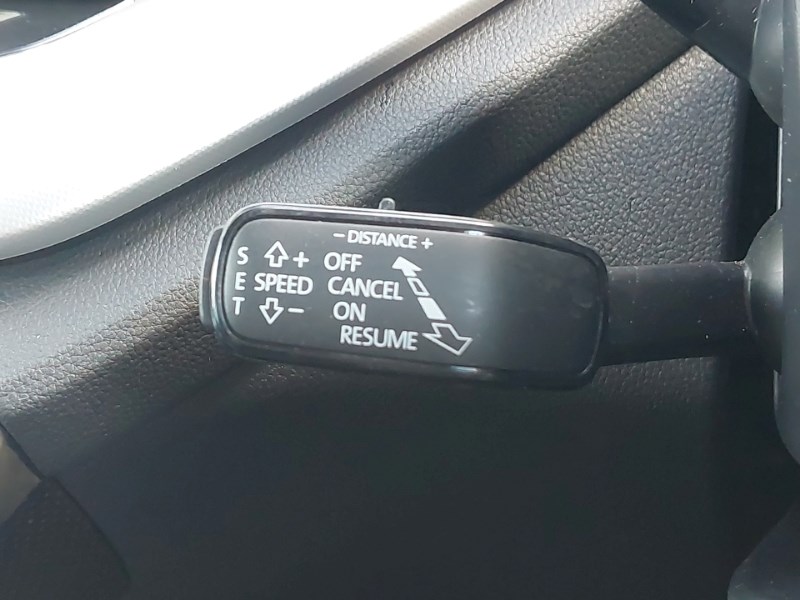 − DISTANCE +
S + OFF
E SPEED CANCEL
T − ON
RESUME